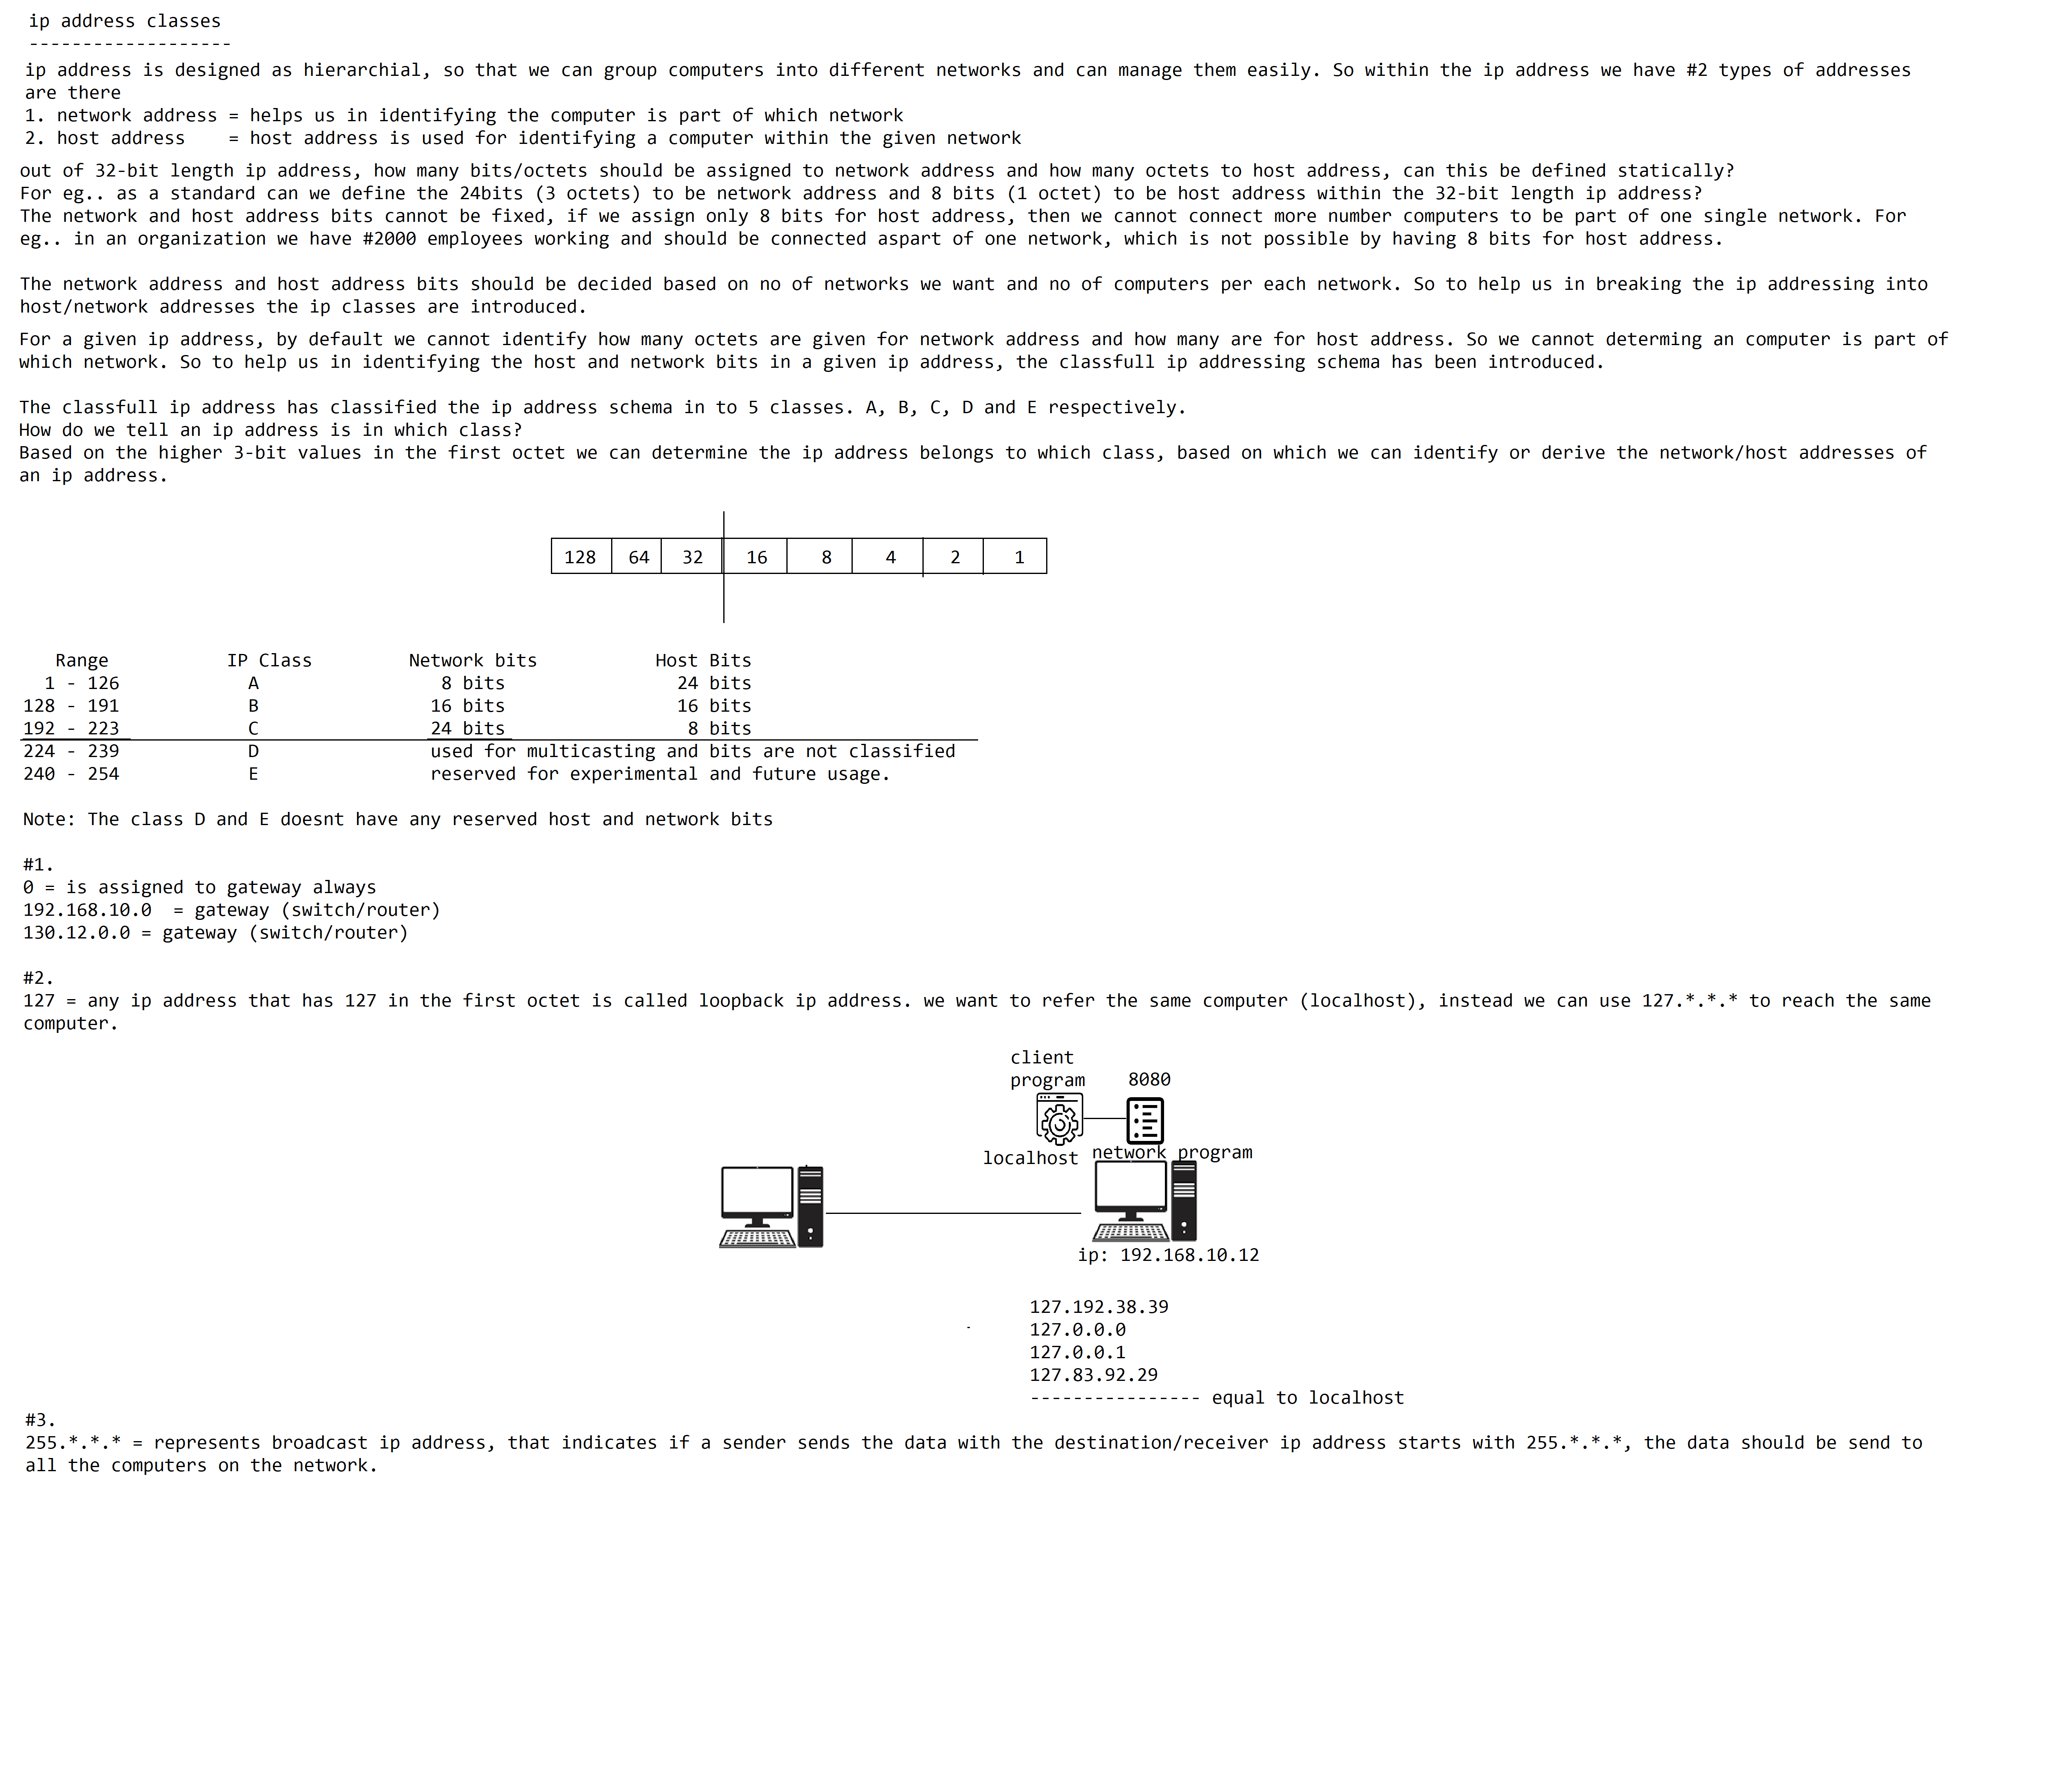 ip address classes
-------------------
ip address is designed as hierarchial, so that we can group computers into different networks and can manage them easily. So within the ip address we have #2 types of addresses
are there
1. network address = helps us in identifying the computer is part of which network
2. host address    = host address is used for identifying a computer within the given network
out of 32-bit length ip address, how many bits/octets should be assigned to network address and how many octets to host address, can this be defined statically?
For eg.. as a standard can we define the 24bits (3 octets) to be network address and 8 bits (1 octet) to be host address within the 32-bit length ip address?
The network and host address bits cannot be fixed, if we assign only 8 bits for host address, then we cannot connect more number computers to be part of one single network. For
eg.. in an organization we have #2000 employees working and should be connected aspart of one network, which is not possible by having 8 bits for host address.
The network address and host address bits should be decided based on no of networks we want and no of computers per each network. So to help us in breaking the ip addressing into
host/network addresses the ip classes are introduced.
For a given ip address, by default we cannot identify how many octets are given for network address and how many are for host address. So we cannot determing an computer is part of
which network. So to help us in identifying the host and network bits in a given ip address, the classfull ip addressing schema has been introduced.
The classfull ip address has classified the ip address schema in to 5 classes. A, B, C, D and E respectively.
How do we tell an ip address is in which class?
Based on the higher 3-bit values in the first octet we can determine the ip address belongs to which class, based on which we can identify or derive the network/host addresses of
an ip address.
128 64 32 16 8 4 2 1
Range IP Class Network bits Host Bits
1 - 126 A 8 bits 24 bits
128 - 191 B 16 bits 16 bits
192 - 223 C 24 bits 8 bits
224 - 239 D used for multicasting and bits are not classified
240 - 254 E reserved for experimental and future usage.
Note: The class D and E doesnt have any reserved host and network bits
#1.
0 = is assigned to gateway always
192.168.10.0  = gateway (switch/router)
130.12.0.0 = gateway (switch/router)
#2.
127 = any ip address that has 127 in the first octet is called loopback ip address. we want to refer the same computer (localhost), instead we can use 127.*.*.* to reach the same
computer.
client
program 8080
localhost network program
ip: 192.168.10.12
127.192.38.39
127.0.0.0
127.0.0.1
127.83.92.29
---------------- equal to localhost
#3.
255.*.*.* = represents broadcast ip address, that indicates if a sender sends the data with the destination/receiver ip address starts with 255.*.*.*, the data should be send to
all the computers on the network.